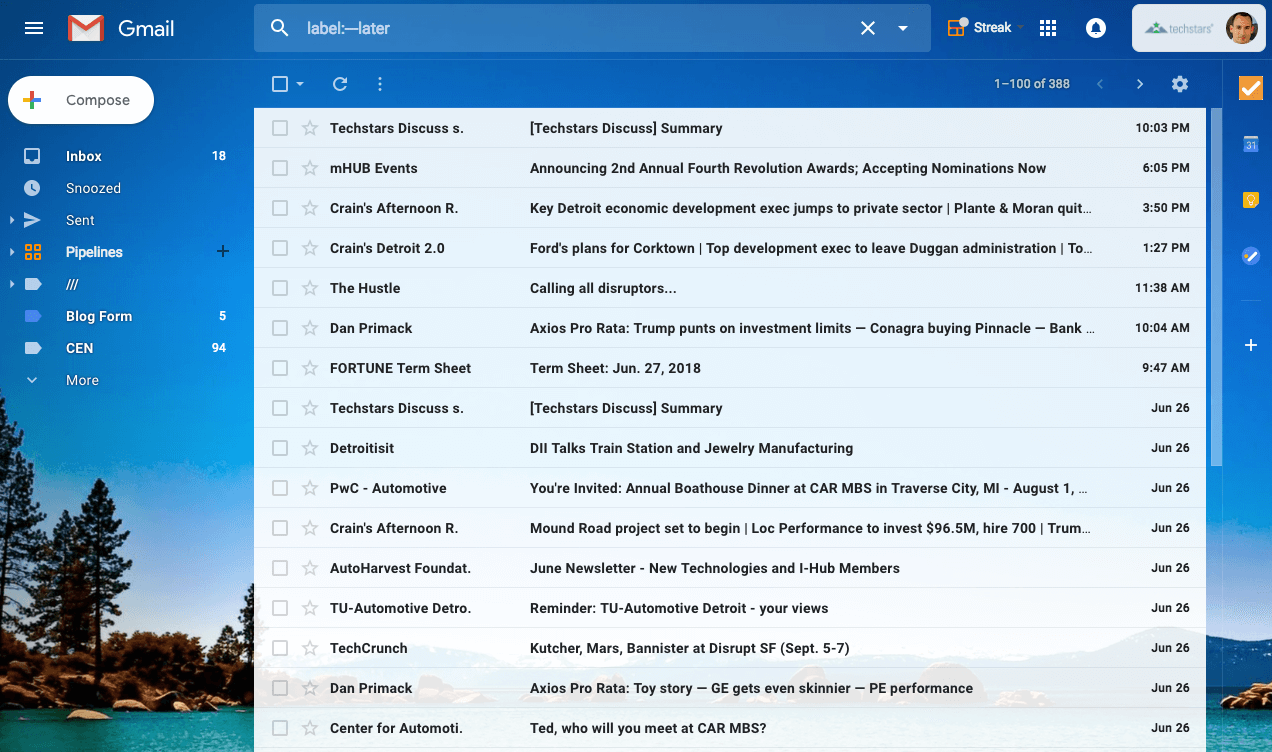 Gmail
label:—later
Streak
techstars
Compose
1–100 of 388
Inbox 18
Snoozed
Sent
Pipelines
///
Blog Form 5
CEN 94
More
Techstars Discuss s. [Techstars Discuss] Summary 10:03 PM
mHUB Events Announcing 2nd Annual Fourth Revolution Awards; Accepting Nominations Now 6:05 PM
Crain's Afternoon R. Key Detroit economic development exec jumps to private sector | Plante & Moran quit... 3:50 PM
Crain's Detroit 2.0 Ford's plans for Corktown | Top development exec to leave Duggan administration | To... 1:27 PM
The Hustle Calling all disruptors... 11:38 AM
Dan Primack Axios Pro Rata: Trump punts on investment limits — Conagra buying Pinnacle — Bank ... 10:04 AM
FORTUNE Term Sheet Term Sheet: Jun. 27, 2018 9:47 AM
Techstars Discuss s. [Techstars Discuss] Summary Jun 26
Detroitisit DII Talks Train Station and Jewelry Manufacturing Jun 26
PwC - Automotive You're Invited: Annual Boathouse Dinner at CAR MBS in Traverse City, MI - August 1, ... Jun 26
Crain's Afternoon R. Mound Road project set to begin | Loc Performance to invest $96.5M, hire 700 | Trum... Jun 26
AutoHarvest Foundat. June Newsletter - New Technologies and I-Hub Members Jun 26
TU-Automotive Detro. Reminder: TU-Automotive Detroit - your views Jun 26
TechCrunch Kutcher, Mars, Bannister at Disrupt SF (Sept. 5-7) Jun 26
Dan Primack Axios Pro Rata: Toy story — GE gets even skinnier — PE performance Jun 26
Center for Automoti. Ted, who will you meet at CAR MBS? Jun 26
31